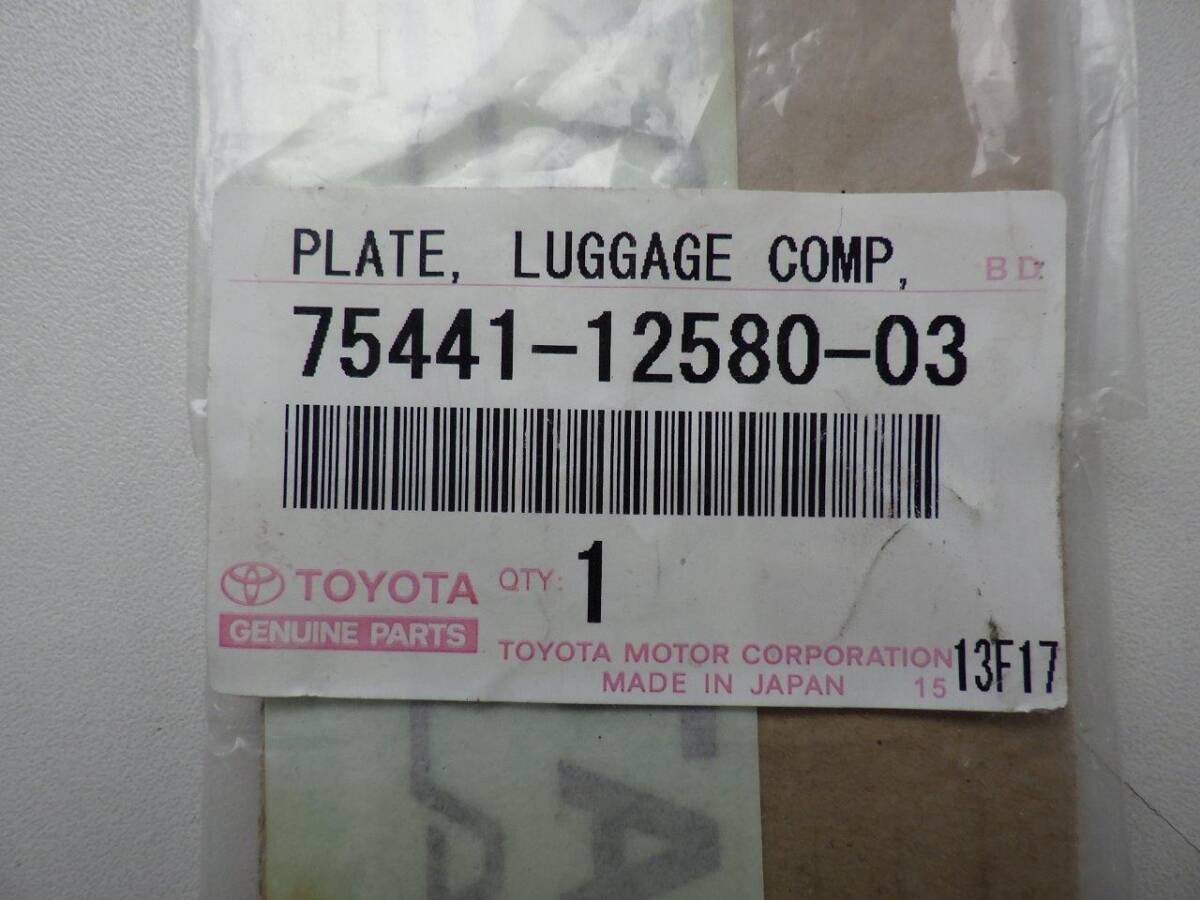 PLATE, LUGGAGE COMP, BD
75441-12580-03
TOYOTA QTY: 1
GENUINE PARTS
TOYOTA MOTOR CORPORATION 13F17
MADE IN JAPAN 15